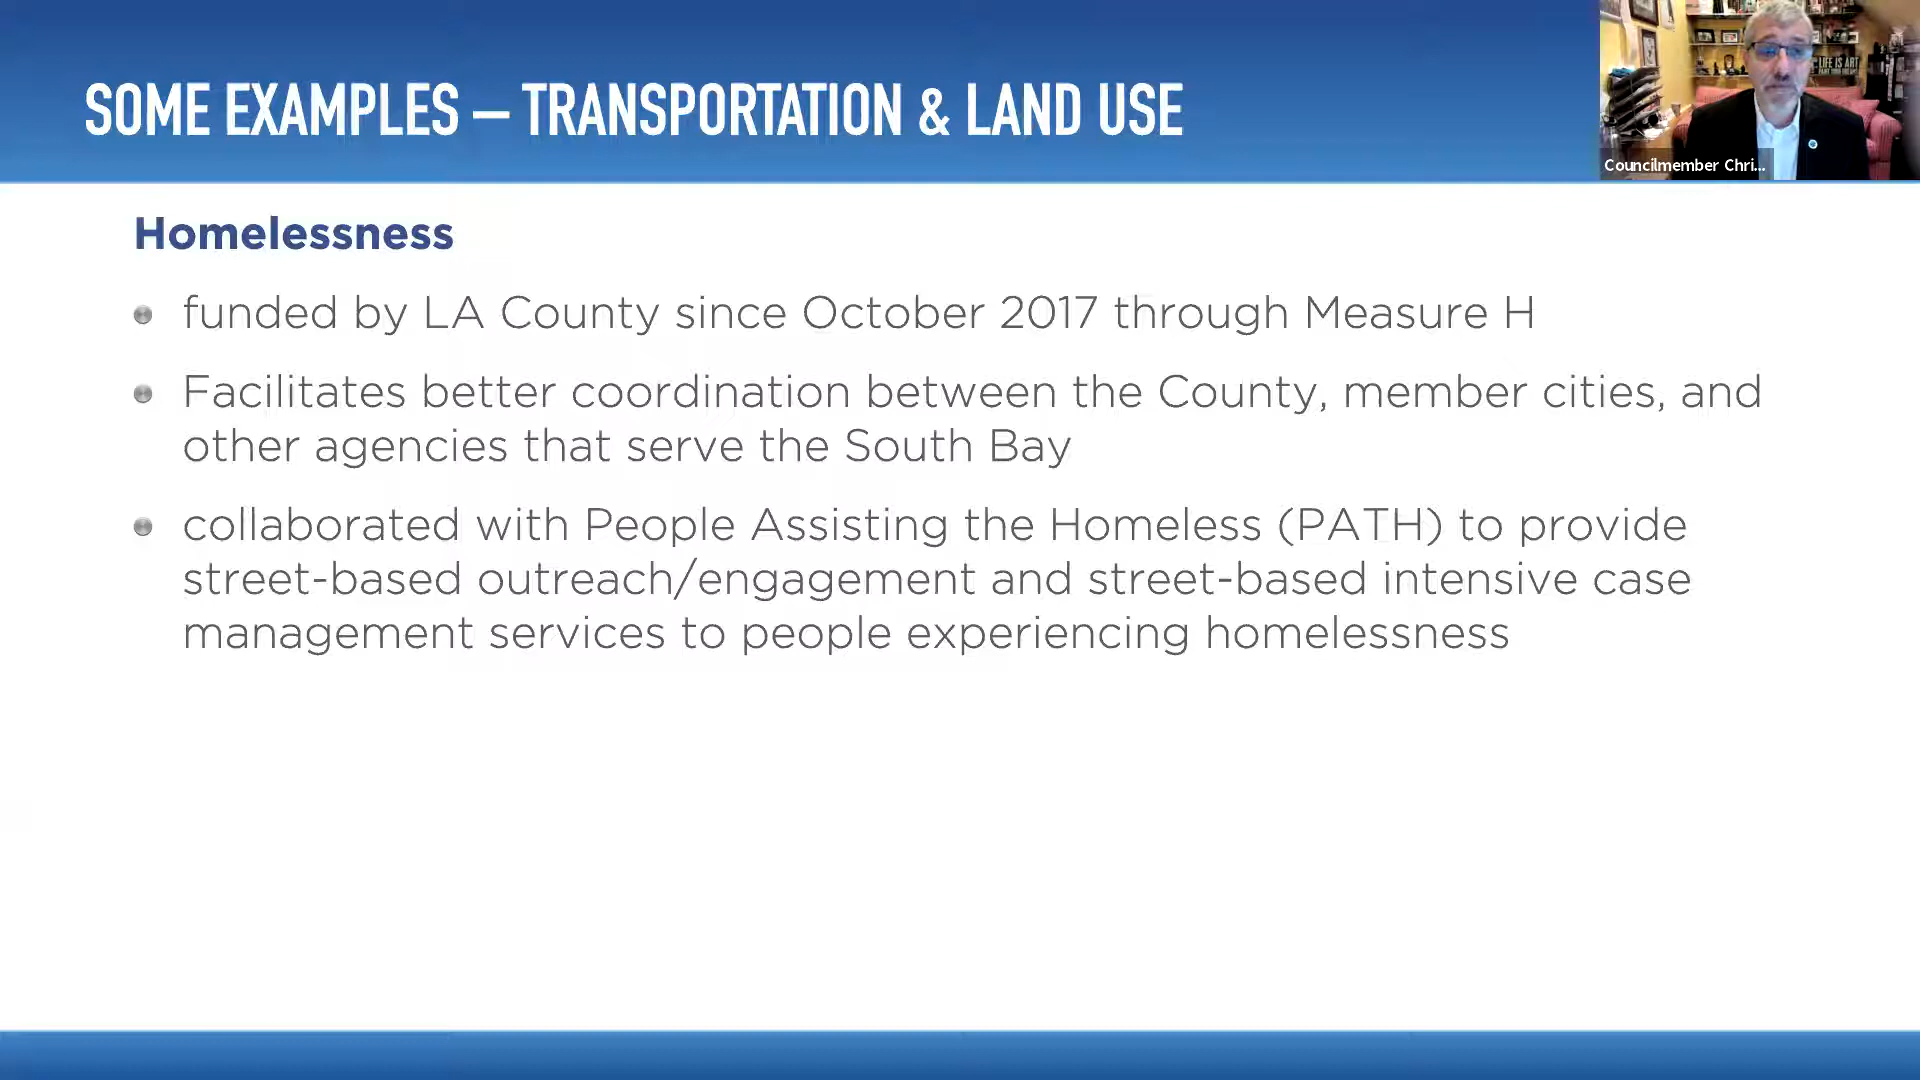 SOME EXAMPLES – TRANSPORTATION & LAND USE
LIFE IS ART
Councilmember Chri...
Homelessness
funded by LA County since October 2017 through Measure H
Facilitates better coordination between the County, member cities, and
other agencies that serve the South Bay
collaborated with People Assisting the Homeless (PATH) to provide
street-based outreach/engagement and street-based intensive case
management services to people experiencing homelessness